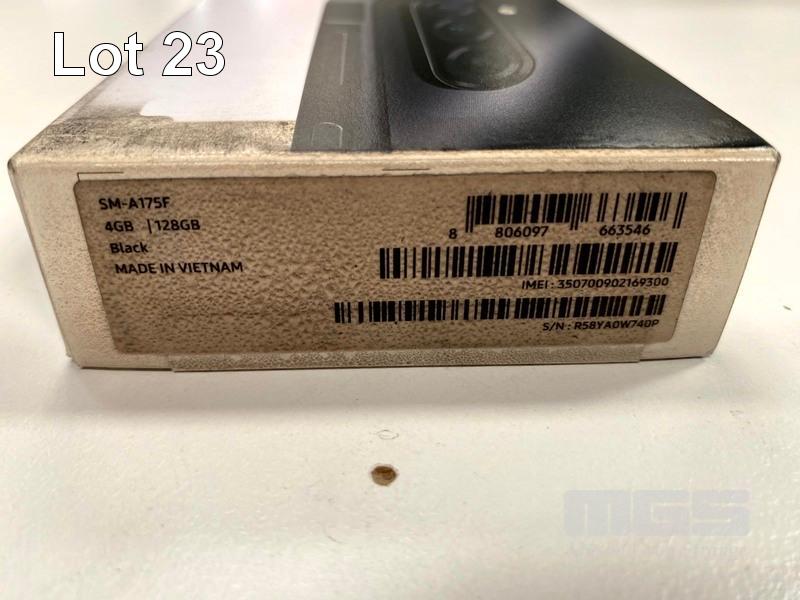 Lot 23
SM-A175F
4GB | 128GB
Black
MADE IN VIETNAM
8 806097 663546
IMEI : 350700902169300
S/N : R58YA0W740P
MGS